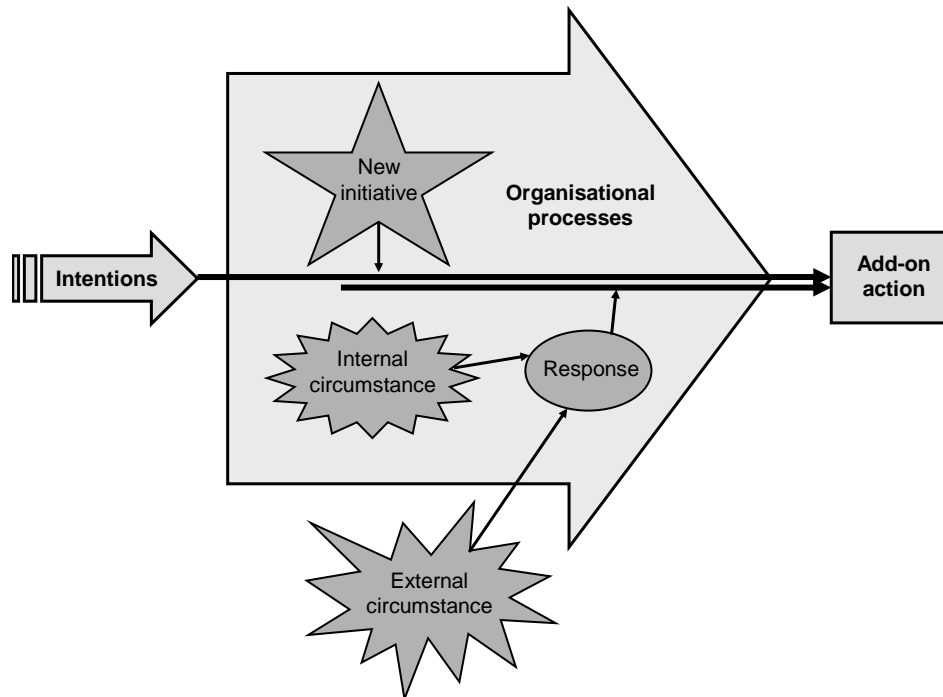 New
initiative
Organisational
processes
Intentions
Add-on
action
Internal
circumstance
Response
External
circumstance